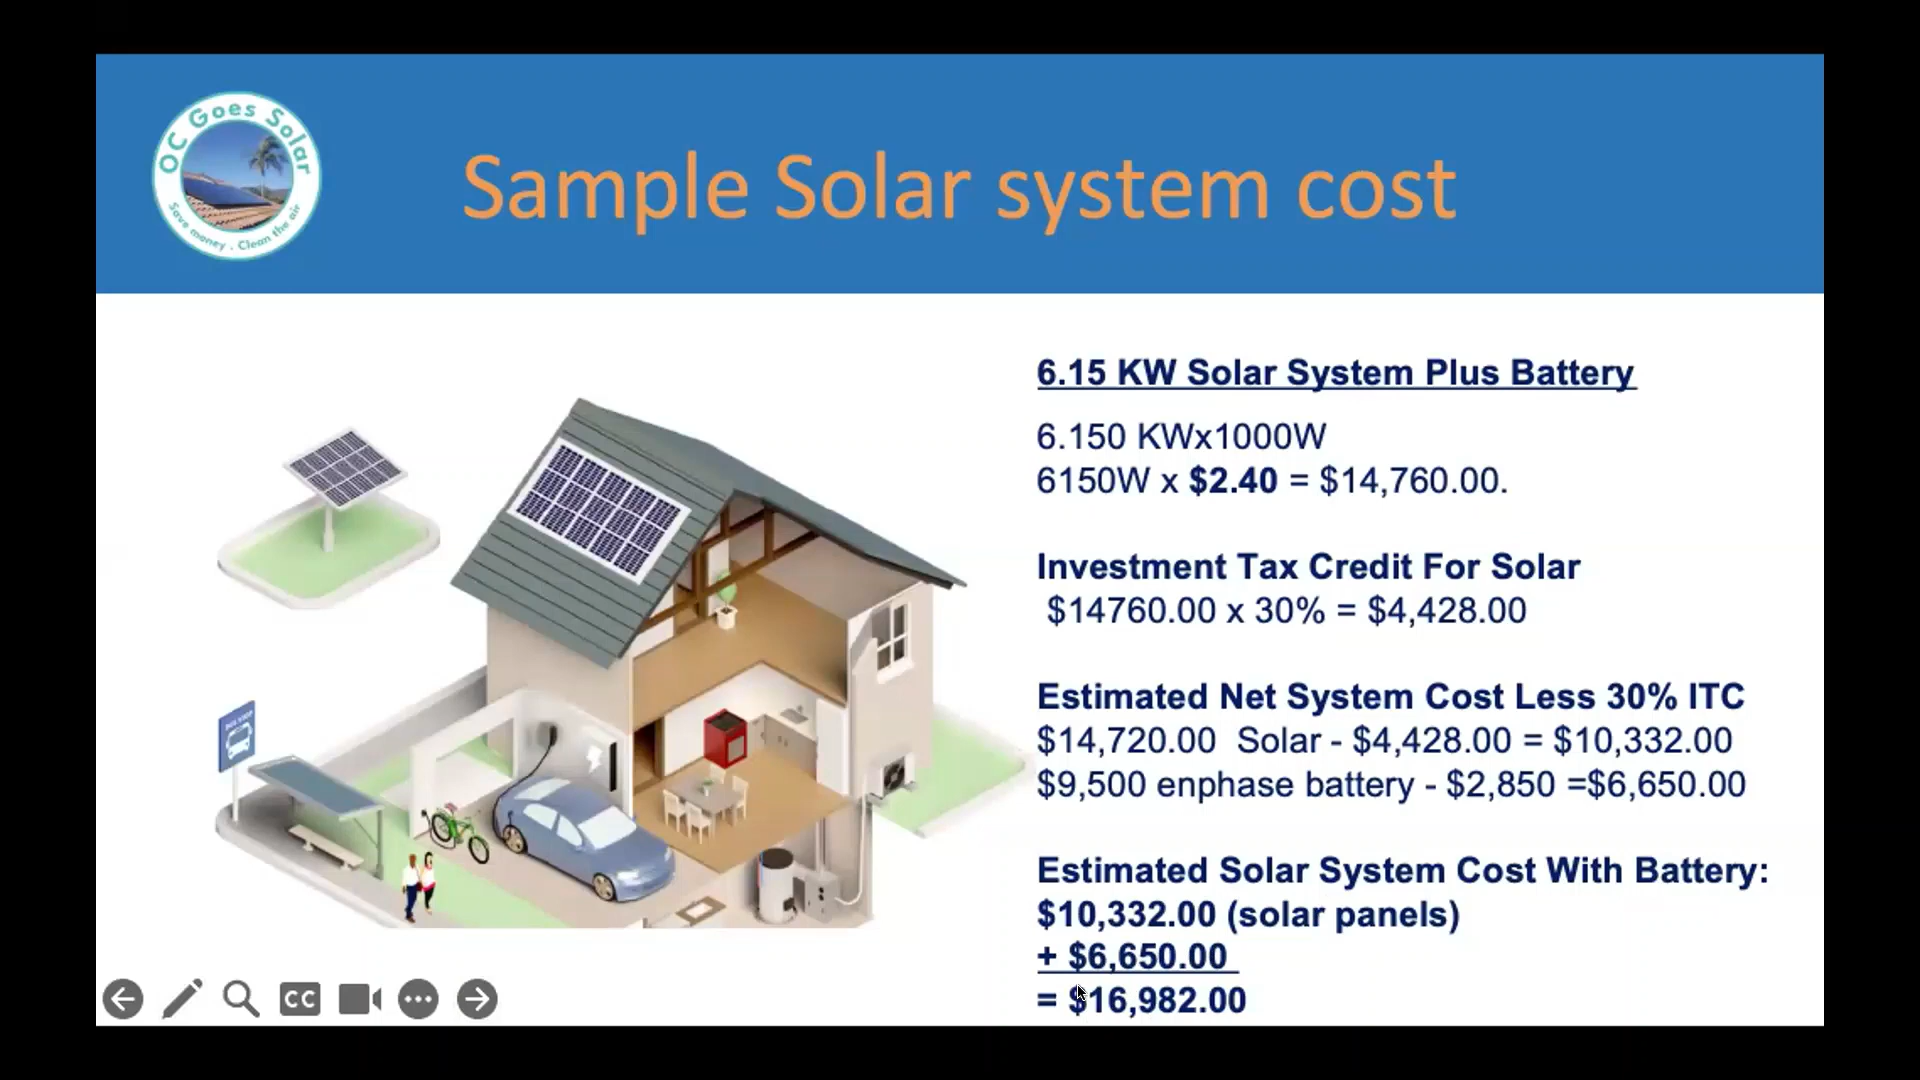 OC Goes Solar
Save money . Clean the air
Sample Solar system cost
6.15 KW Solar System Plus Battery
6.150 KWx1000W
6150W x $2.40 = $14,760.00.
Investment Tax Credit For Solar
$14760.00 x 30% = $4,428.00
Estimated Net System Cost Less 30% ITC
$14,720.00 Solar - $4,428.00 = $10,332.00
$9,500 enphase battery - $2,850 =$6,650.00
Estimated Solar System Cost With Battery:
$10,332.00 (solar panels)
+ $6,650.00
= $16,982.00
CC